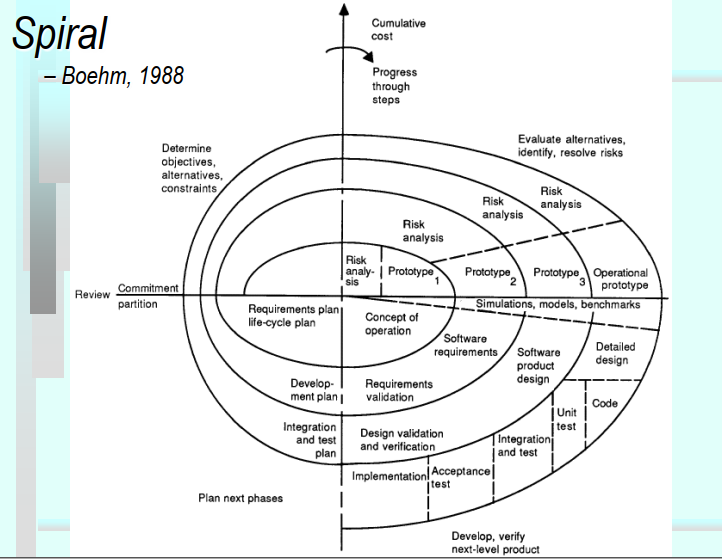 Spiral
– Boehm, 1988
Cumulative
cost
Progress
through
steps
Determine
objectives,
alternatives,
constraints
Evaluate alternatives,
identify, resolve risks
Risk
analysis
Risk
analysis
Risk
analysis
Risk
analy-
sis
Prototype
1
Prototype
2
Prototype
3
Operational
prototype
Review
Commitment
partition
Simulations, models, benchmarks
Requirements plan
life-cycle plan
Concept of
operation
Software
requirements
Software
product
design
Detailed
design
Develop-
ment plan
Requirements
validation
Code
Unit
test
Integration
and test
plan
Design validation
and verification
Integration
and test
Acceptance
test
Implementation
Plan next phases
Develop, verify
next-level product